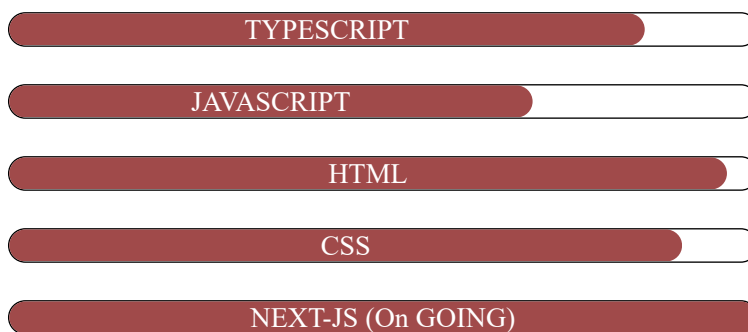 TYPESCRIPT
JAVASCRIPT
HTML
CSS
NEXT-JS (On GOING)